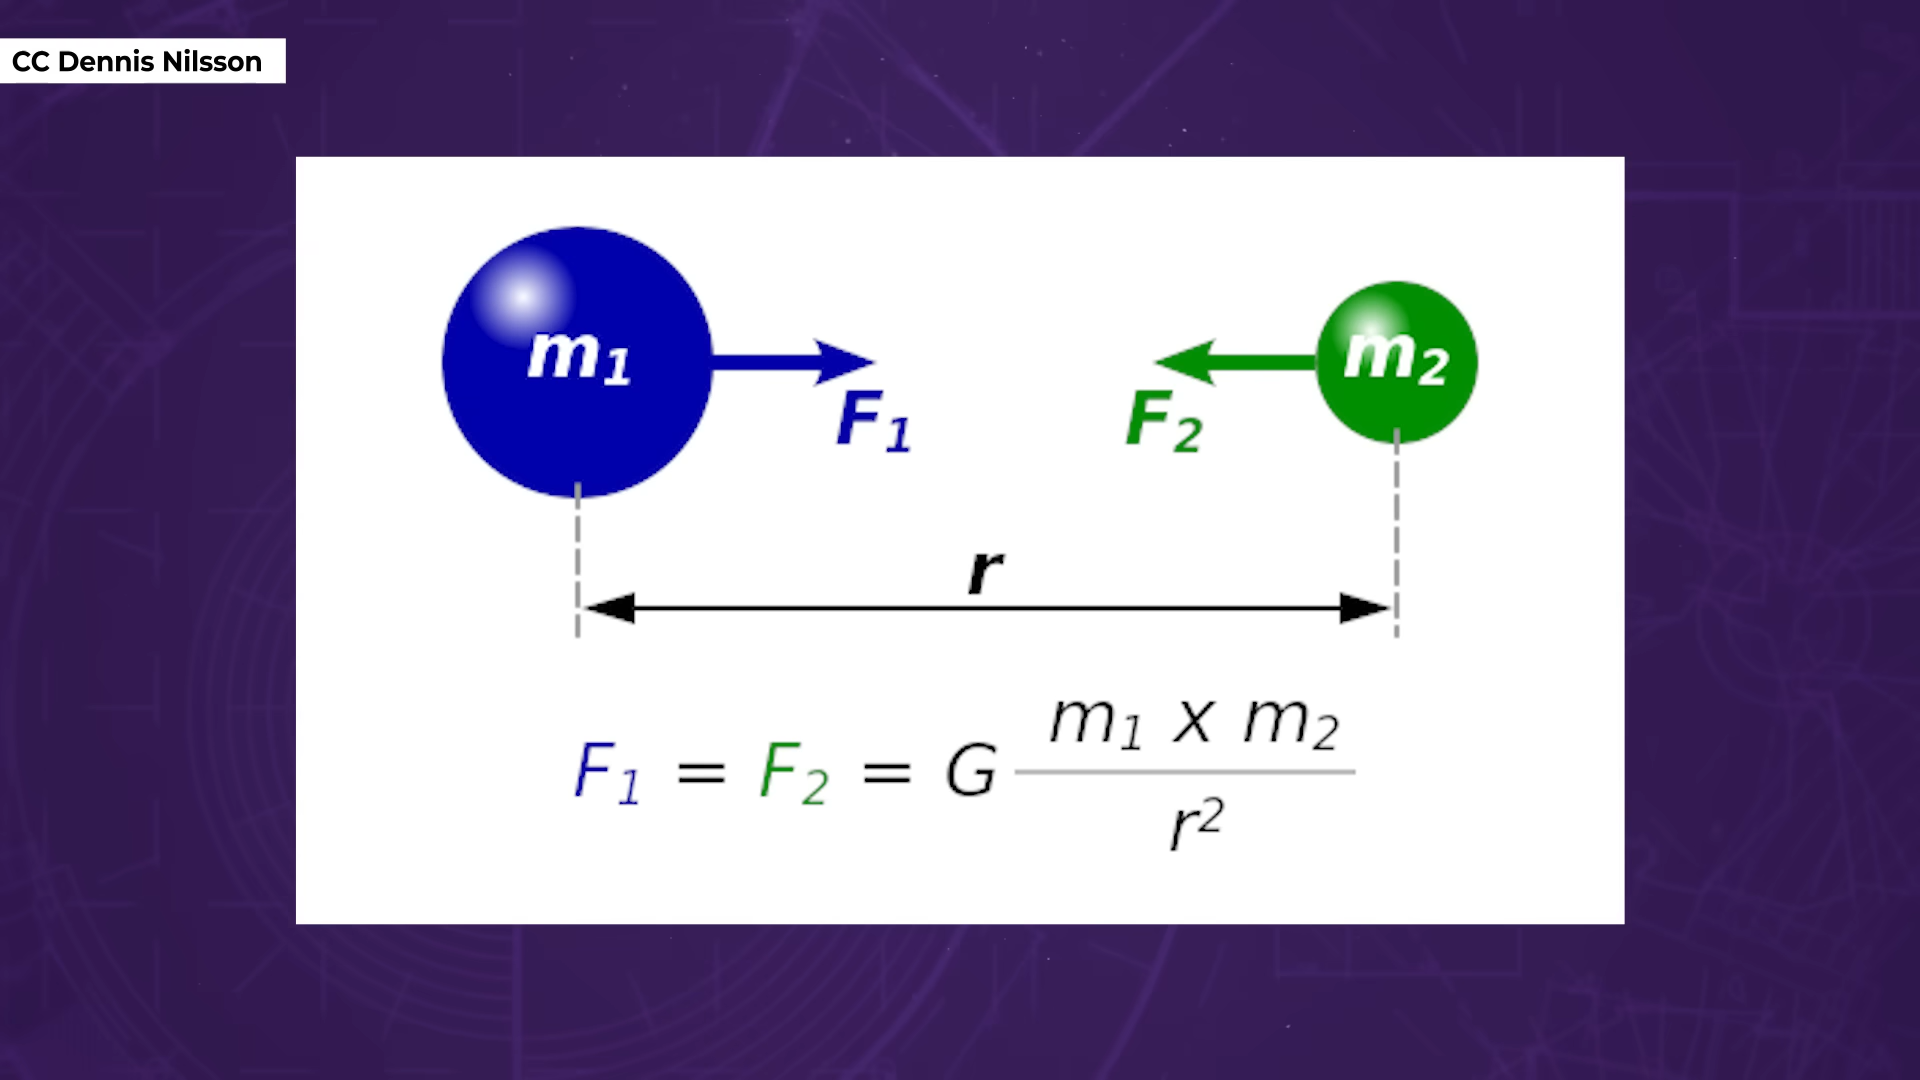 CC Dennis Nilsson
m₁
m₂
F₁
F₂
r
F₁ = F₂ = G m₁ x m₂
r²